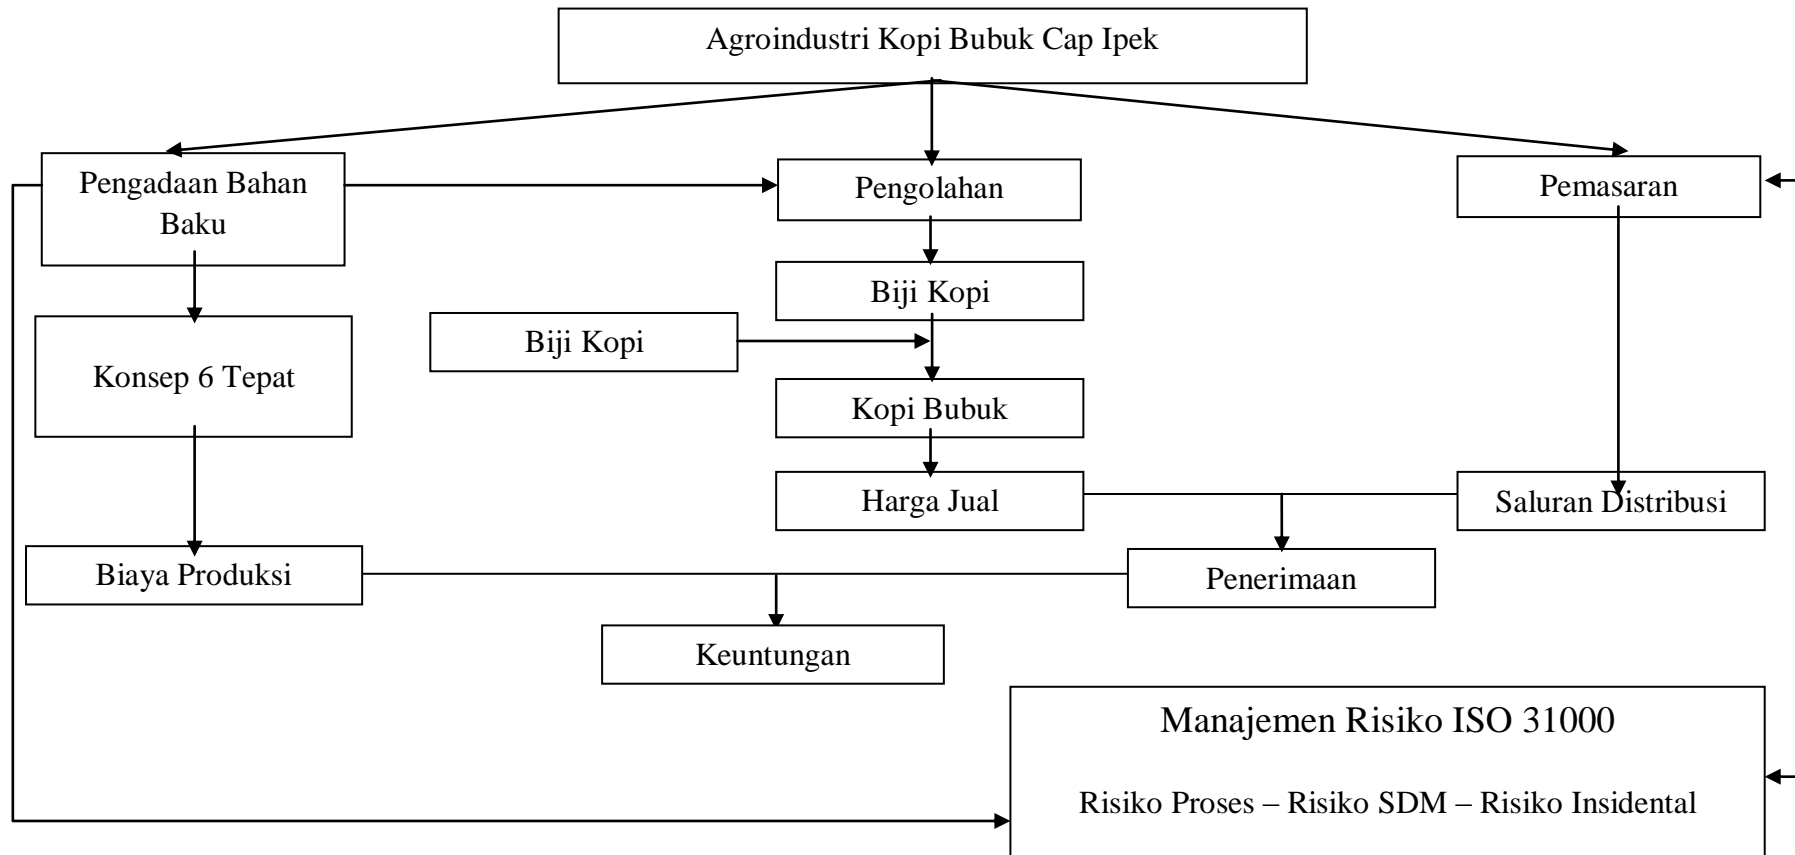 Agroindustri Kopi Bubuk Cap Ipek
Pengadaan Bahan
Baku
Pengolahan
Pemasaran
Biji Kopi
Biji Kopi
Konsep 6 Tepat
Kopi Bubuk
Harga Jual
Saluran Distribusi
Biaya Produksi
Penerimaan
Keuntungan
Manajemen Risiko ISO 31000
Risiko Proses – Risiko SDM – Risiko Insidental